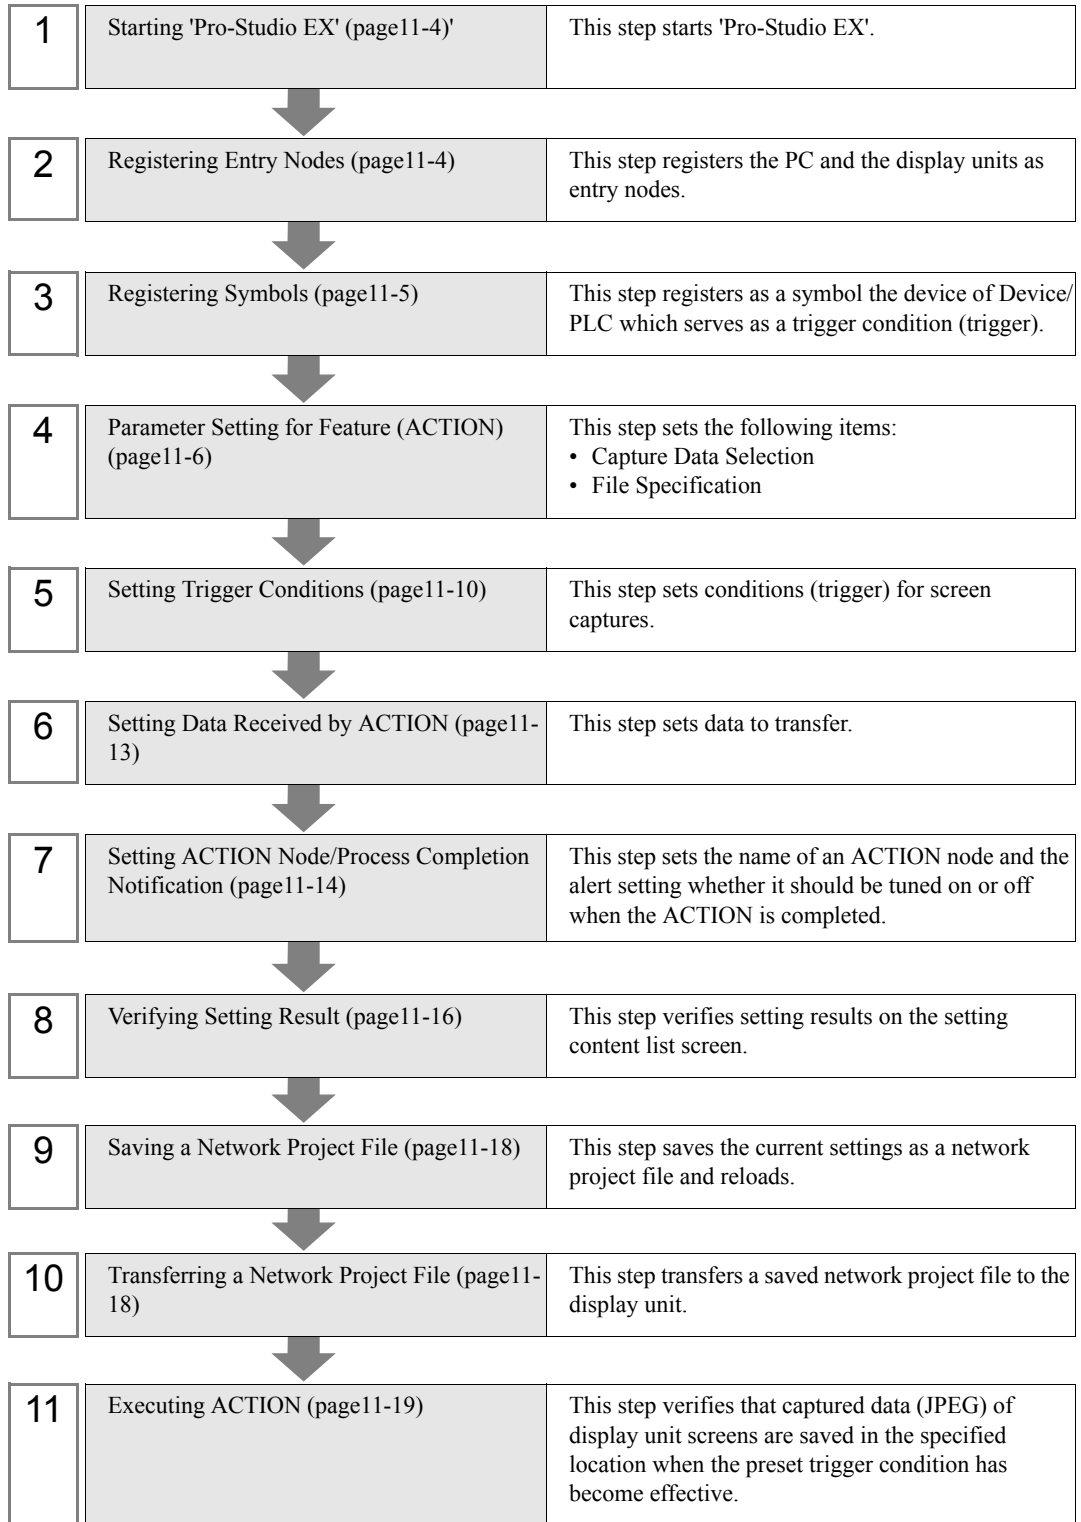 1
Starting 'Pro-Studio EX' (page11-4)'
This step starts 'Pro-Studio EX'.
2
Registering Entry Nodes (page11-4)
This step registers the PC and the display units as
entry nodes.
3
Registering Symbols (page11-5)
This step registers as a symbol the device of Device/
PLC which serves as a trigger condition (trigger).
4
Parameter Setting for Feature (ACTION)
(page11-6)
This step sets the following items:
• Capture Data Selection
• File Specification
5
Setting Trigger Conditions (page11-10)
This step sets conditions (trigger) for screen
captures.
6
Setting Data Received by ACTION (page11-
13)
This step sets data to transfer.
7
Setting ACTION Node/Process Completion
Notification (page11-14)
This step sets the name of an ACTION node and the
alert setting whether it should be tuned on or off
when the ACTION is completed.
8
Verifying Setting Result (page11-16)
This step verifies setting results on the setting
content list screen.
9
Saving a Network Project File (page11-18)
This step saves the current settings as a network
project file and reloads.
10
Transferring a Network Project File (page11-
18)
This step transfers a saved network project file to the
display unit.
11
Executing ACTION (page11-19)
This step verifies that captured data (JPEG) of
display unit screens are saved in the specified
location when the preset trigger condition has
become effective.